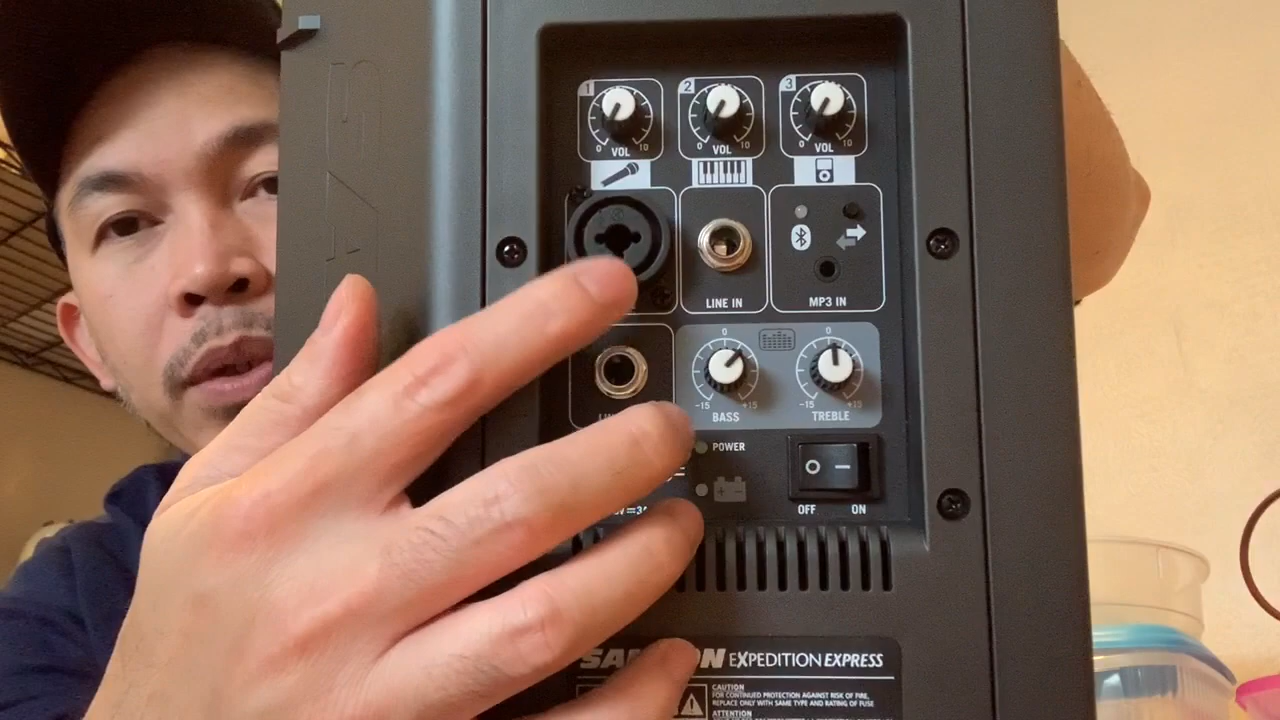 1 2 3
0 VOL 10 0 VOL 10 0 VOL 10
LINE IN MP3 IN
0 0
-15 +15 -15 +15
BASS TREBLE
POWER
OFF ON
SAMSON EXPEDITION EXPRESS
CAUTION
FOR CONTINUED PROTECTION AGAINST RISK OF FIRE,
REPLACE ONLY WITH SAME TYPE AND RATING OF FUSE
ATTENTION